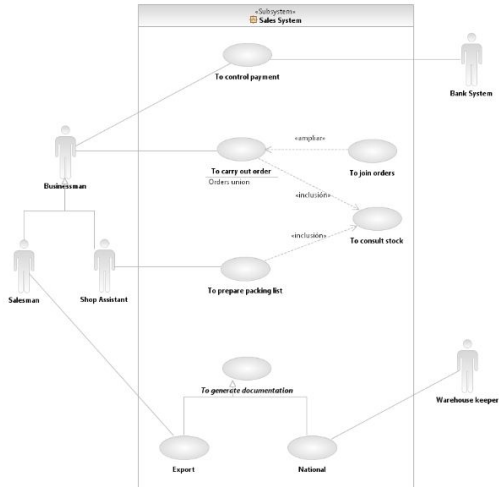 «Subsystem»
Sales System
To control payment
Bank System
«ampliar»
To carry out order
To join orders
Orders union
Businessman
«inclusión»
To consult stock
«inclusión»
Salesman
Shop Assistant
To prepare packing list
To generate documentation
Warehouse keeper
Export
National